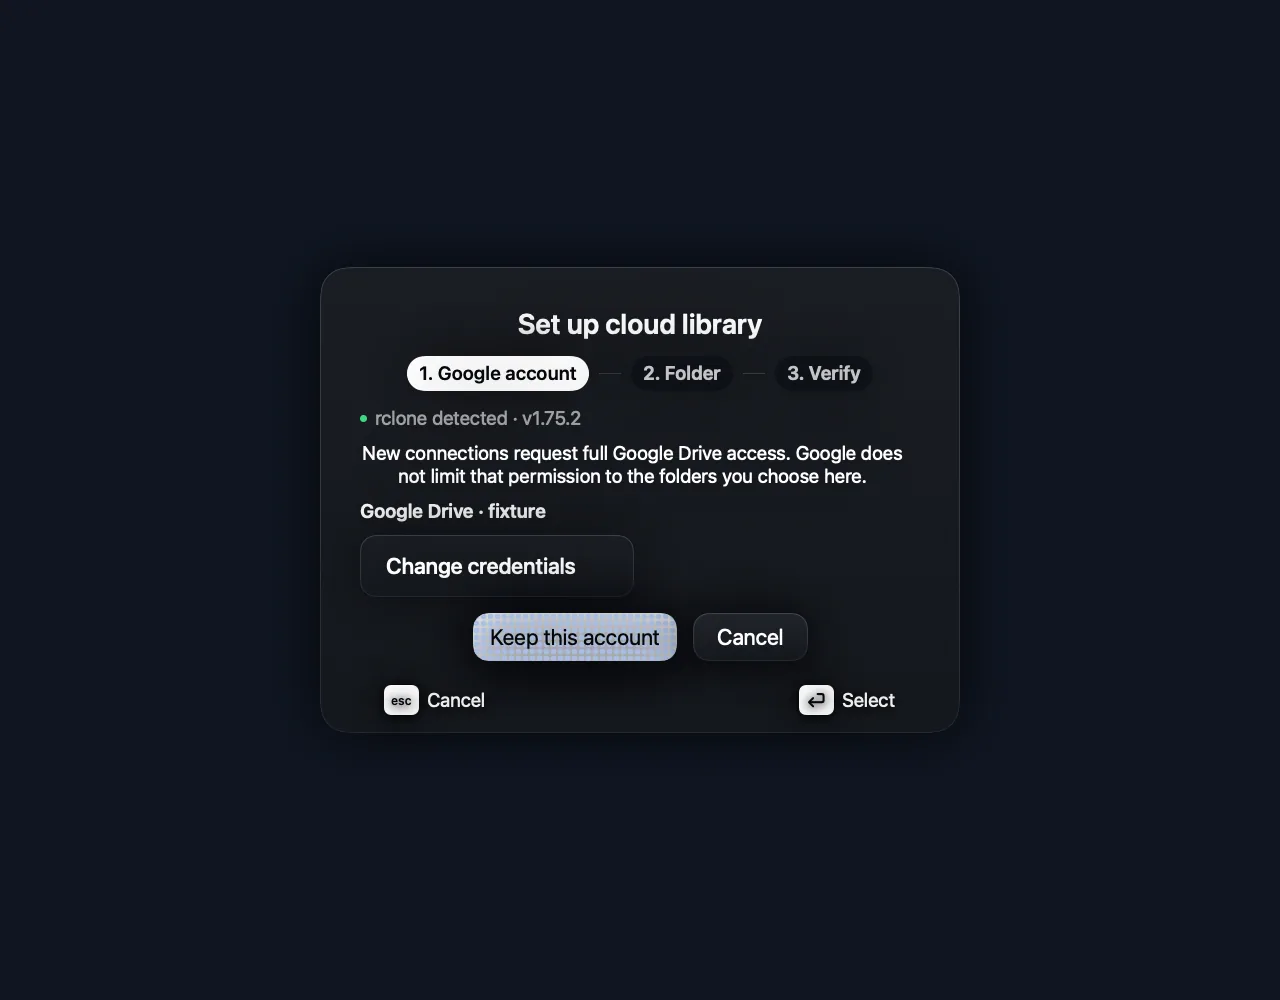 Set up cloud library
1. Google account — 2. Folder — 3. Verify
rclone detected · v1.75.2
New connections request full Google Drive access. Google does
not limit that permission to the folders you choose here.
Google Drive · fixture
Change credentials
Keep this account Cancel
esc Cancel Select